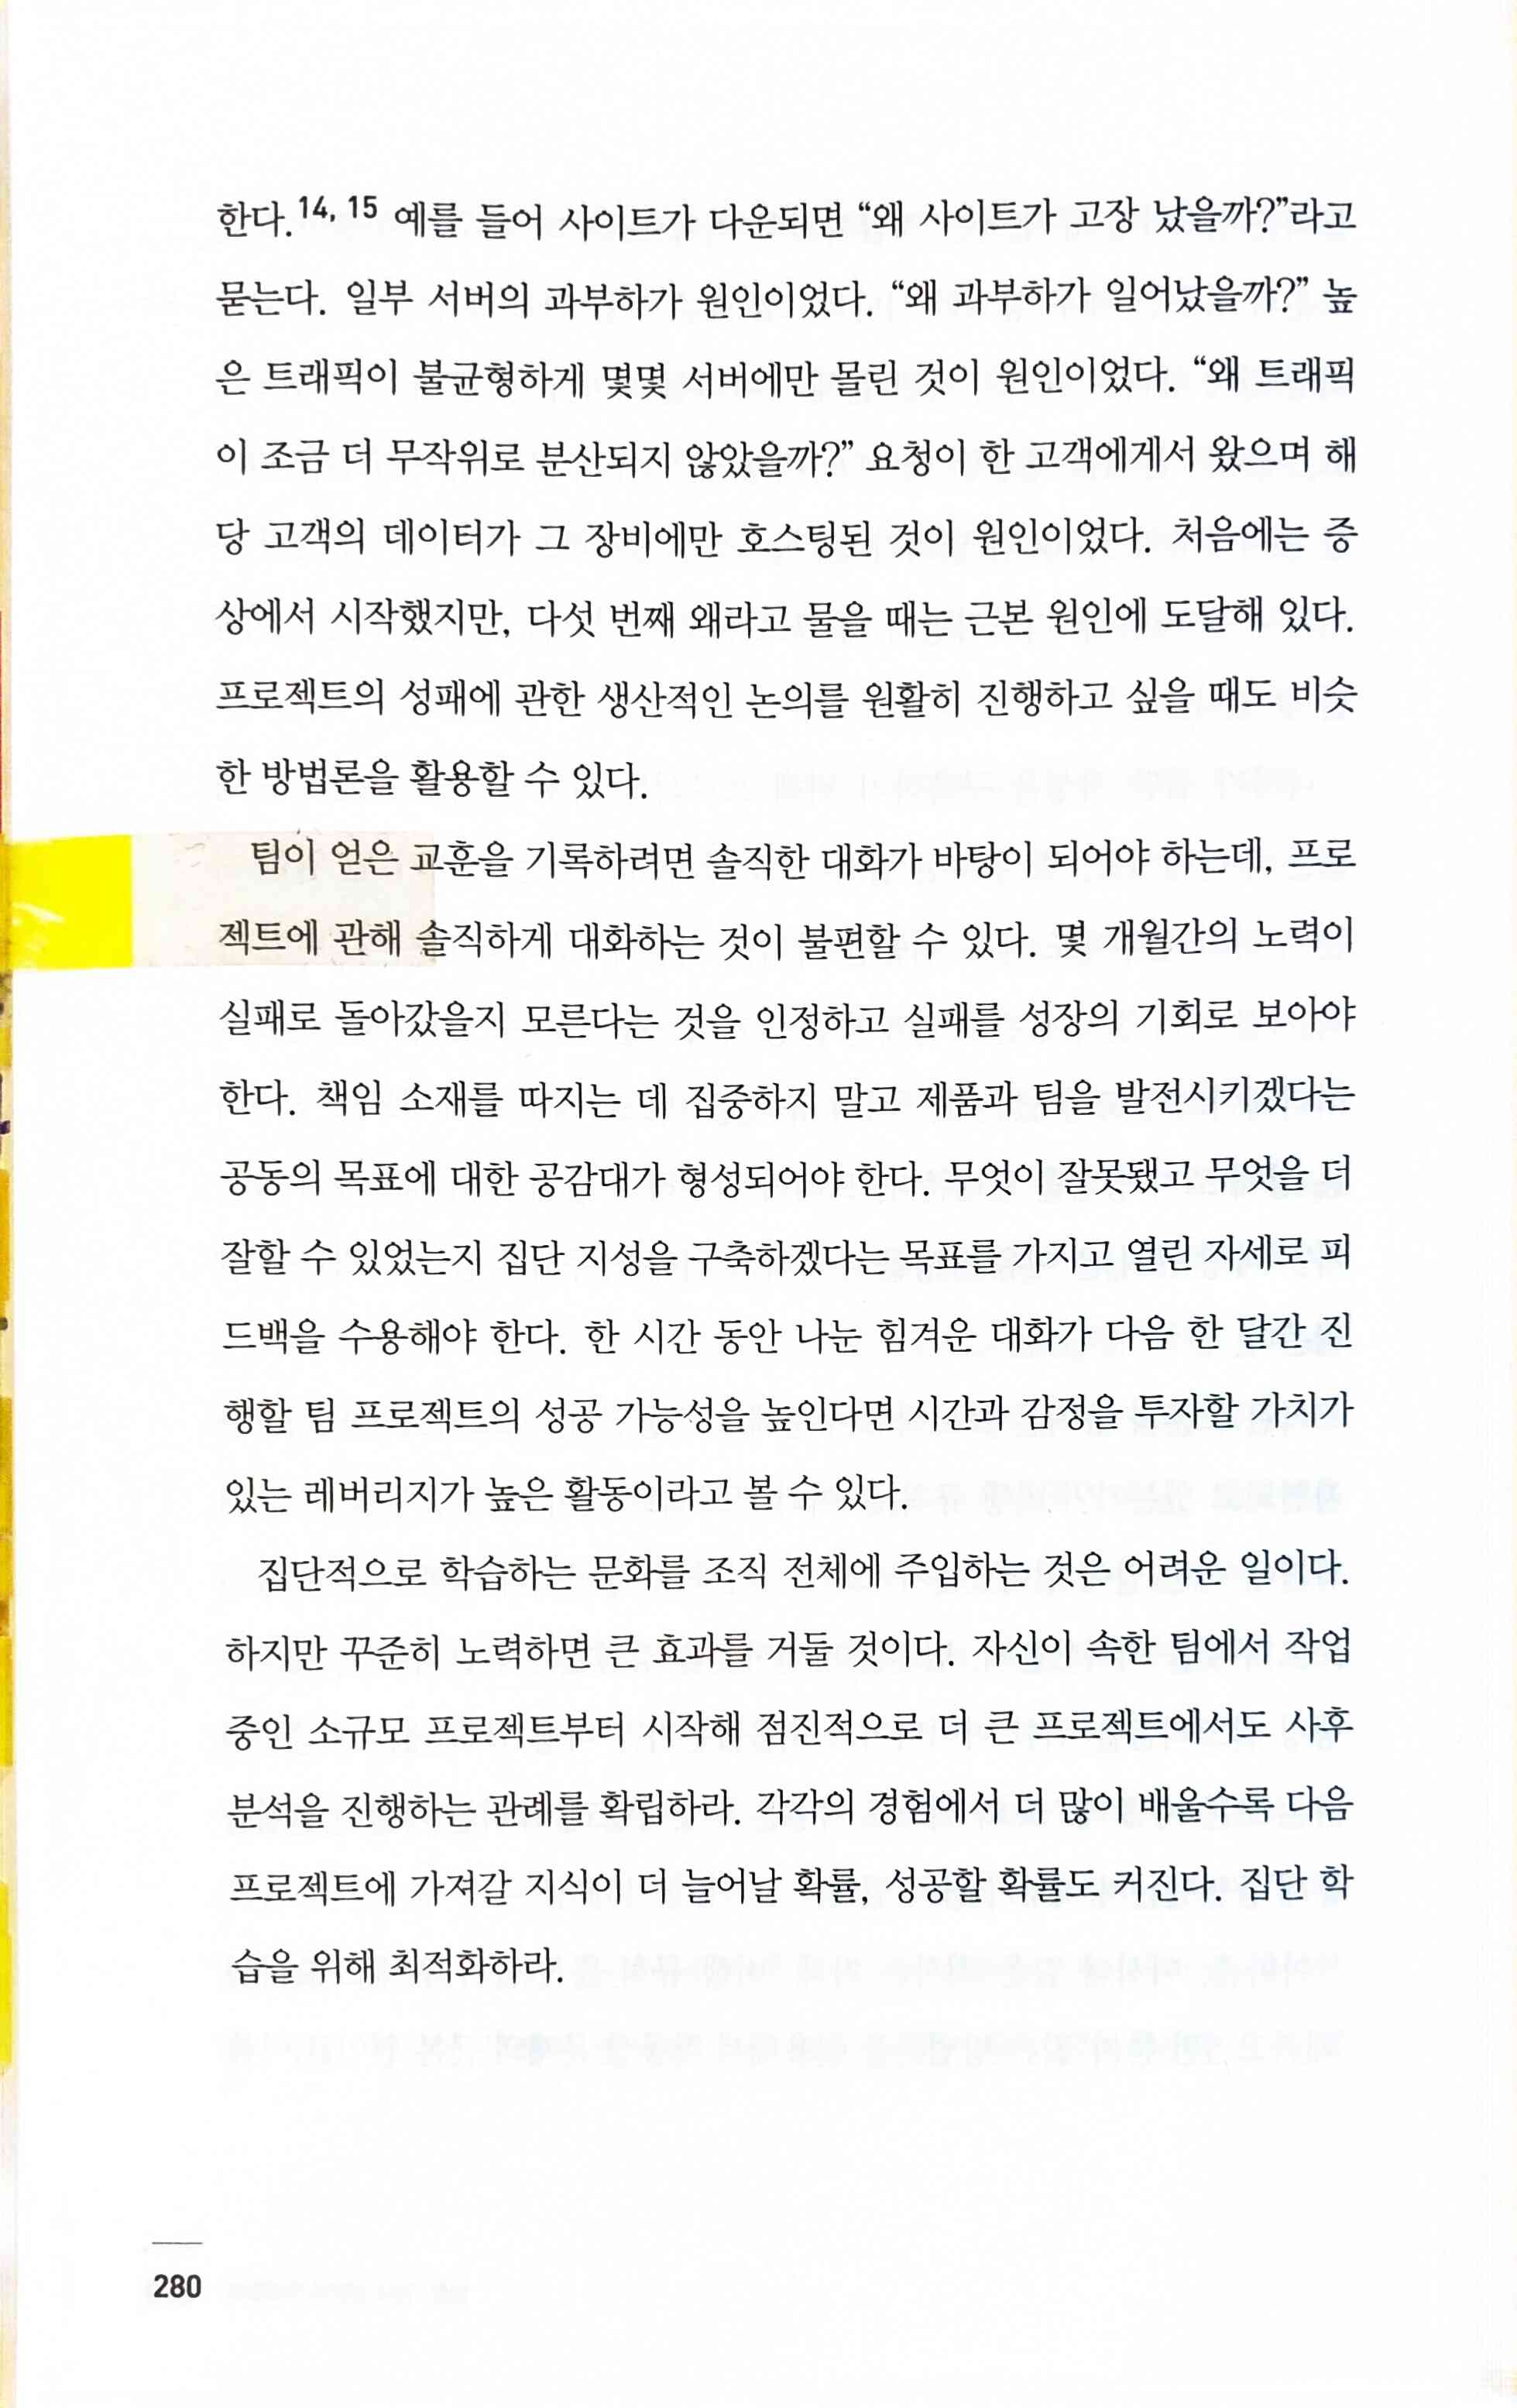 한다.14, 15 예를 들어 사이트가 다운되면 “왜 사이트가 고장 났을까?”라고
묻는다. 일부 서버의 과부하가 원인이었다. “왜 과부하가 일어났을까?” 높
은 트래픽이 불균형하게 몇몇 서버에만 몰린 것이 원인이었다. “왜 트래픽
이 조금 더 무작위로 분산되지 않았을까?” 요청이 한 고객에게서 왔으며 해
당 고객의 데이터가 그 장비에만 호스팅된 것이 원인이었다. 처음에는 증
상에서 시작했지만, 다섯 번째 왜라고 물을 때는 근본 원인에 도달해 있다.
프로젝트의 성패에 관한 생산적인 논의를 원활히 진행하고 싶을 때도 비슷
한 방법론을 활용할 수 있다.
팀이 얻은 교훈을 기록하려면 솔직한 대화가 바탕이 되어야 하는데, 프로
젝트에 관해 솔직하게 대화하는 것이 불편할 수 있다. 몇 개월간의 노력이
실패로 돌아갔을지 모른다는 것을 인정하고 실패를 성장의 기회로 보아야
한다. 책임 소재를 따지는 데 집중하지 말고 제품과 팀을 발전시키겠다는
공동의 목표에 대한 공감대가 형성되어야 한다. 무엇이 잘못됐고 무엇을 더
잘할 수 있었는지 집단 지성을 구축하겠다는 목표를 가지고 열린 자세로 피
드백을 수용해야 한다. 한 시간 동안 나눈 힘겨운 대화가 다음 한 달간 진
행할 팀 프로젝트의 성공 가능성을 높인다면 시간과 감정을 투자할 가치가
있는 레버리지가 높은 활동이라고 볼 수 있다.
집단적으로 학습하는 문화를 조직 전체에 주입하는 것은 어려운 일이다.
하지만 꾸준히 노력하면 큰 효과를 거둘 것이다. 자신이 속한 팀에서 작업
중인 소규모 프로젝트부터 시작해 점진적으로 더 큰 프로젝트에서도 사후
분석을 진행하는 관례를 확립하라. 각각의 경험에서 더 많이 배울수록 다음
프로젝트에 가져갈 지식이 더 늘어날 확률, 성공할 확률도 커진다. 집단 학
습을 위해 최적화하라.
280